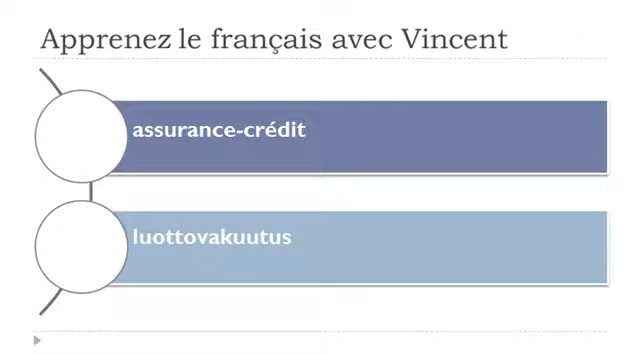 Apprenez le français avec Vincent
assurance-crédit
luottovakuutus